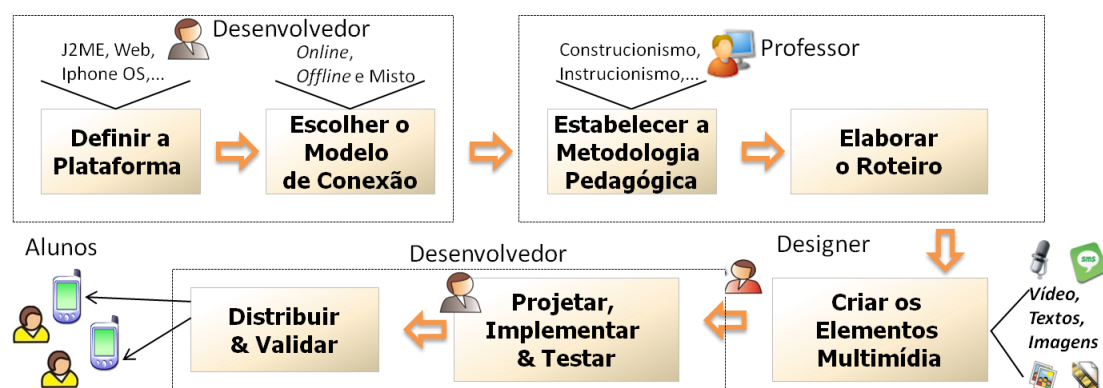 Desenvolvedor
J2ME, Web,
Iphone OS,...
Online,
Offline e Misto
Construcionismo,
Instrucionismo,...
Professor
Definir a
Plataforma
Escolher o
Modelo
de Conexão
Estabelecer a
Metodologia
Pedagógica
Elaborar
o Roteiro
Alunos
Desenvolvedor
Designer
sms
Distribuir
& Validar
Projetar,
Implementar
& Testar
Criar os
Elementos
Multimídia
Vídeo,
Textos,
Imagens